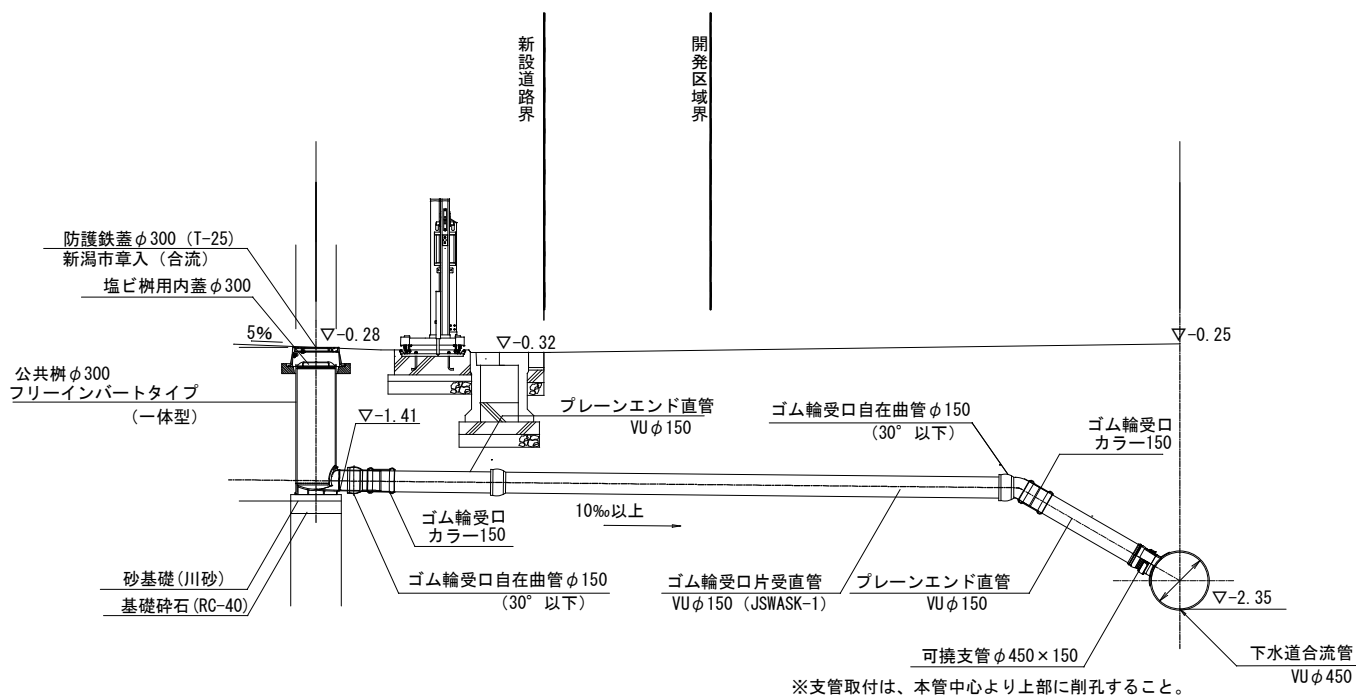 新設道路界
開発区域界
防護鉄蓋φ300 (T-25)
新潟市章入（合流）
塩ビ桝用内蓋φ300
5%
▽-0.28
▽-0.32
▽-0.25
公共桝φ300
フリーインバートタイプ
（一体型）
▽-1.41
プレーンエンド直管
VUφ150
ゴム輪受口自在曲管φ150
（30°以下）
ゴム輪受口
カラー150
ゴム輪受口
カラー150
10‰以上
砂基礎(川砂)
基礎砕石(RC-40)
ゴム輪受口自在曲管φ150
（30°以下）
ゴム輪受口片受直管
VUφ150 (JSWASK-1)
プレーンエンド直管
VUφ150
▽-2.35
可撓支管φ450×150
下水道合流管
VUφ450
※支管取付は、本管中心より上部に削孔すること。